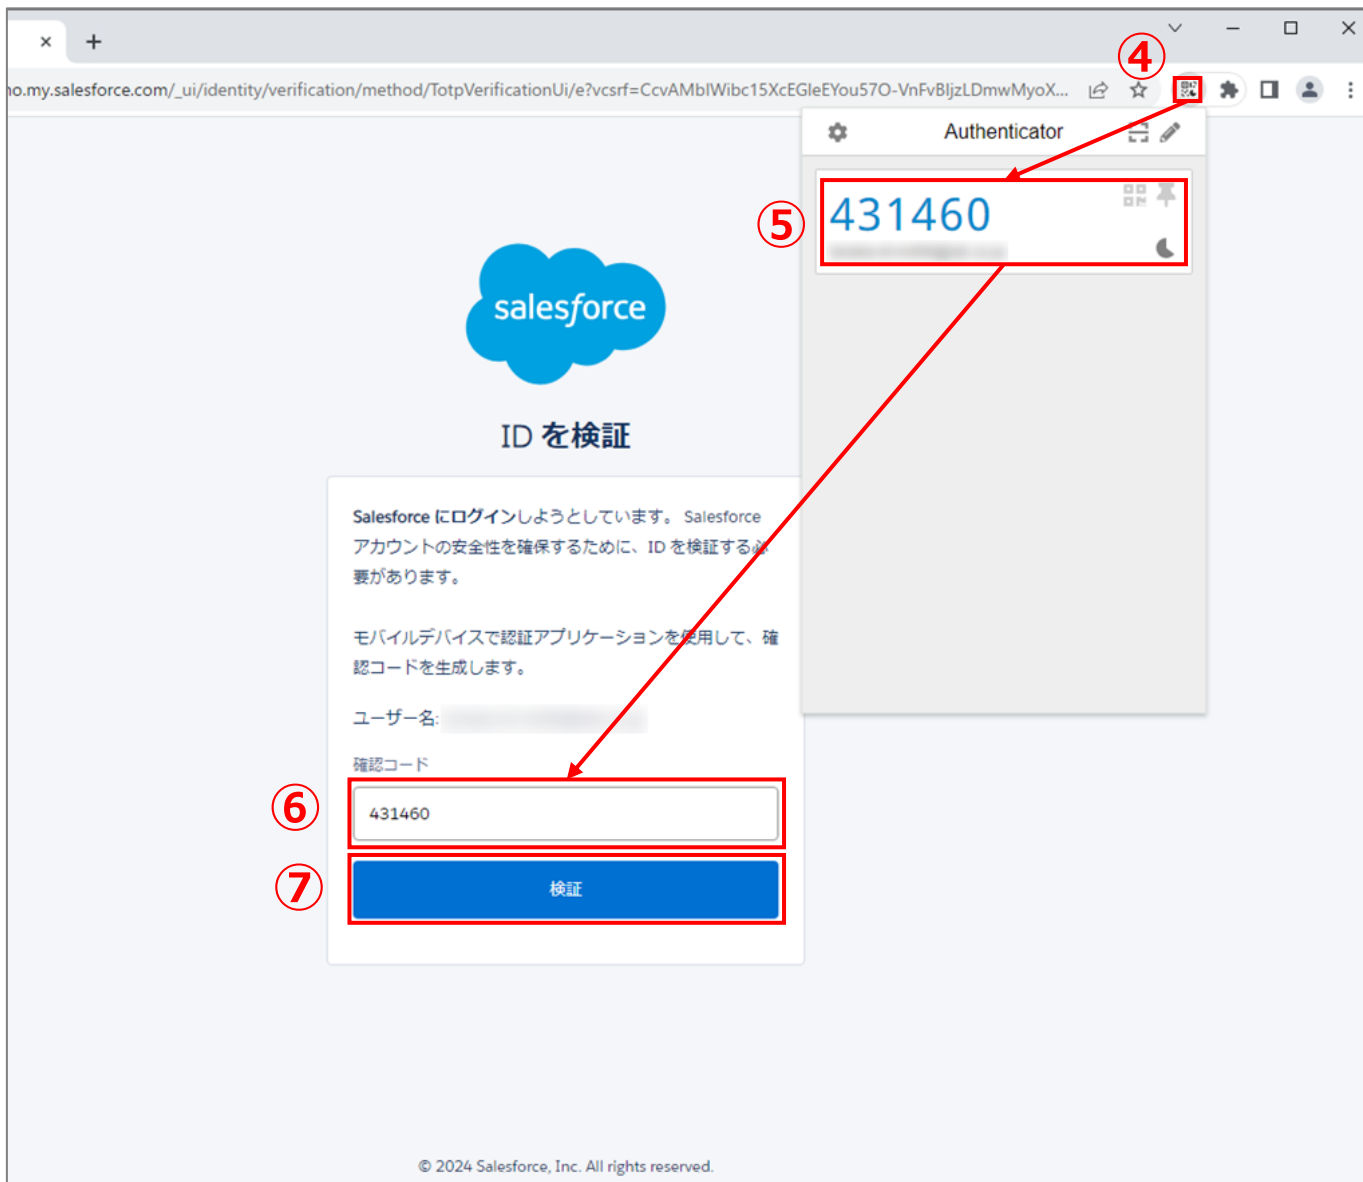 ④
no.my.salesforce.com/_ui/identity/verification/method/TotpVerificationUi/e?vcsrf=CcvAMbIWibc15XcEGleEYou57O-VnFvBIjzLDmwMyoX...
Authenticator
⑤
431460
salesforce
ID を検証
Salesforce にログインしようとしています。 Salesforce
アカウントの安全性を確保するために、ID を検証する必
要があります。
モバイルデバイスで認証アプリケーションを使用して、確
認コードを生成します。
ユーザー名:
確認コード
⑥
431460
⑦
検証
© 2024 Salesforce, Inc. All rights reserved.